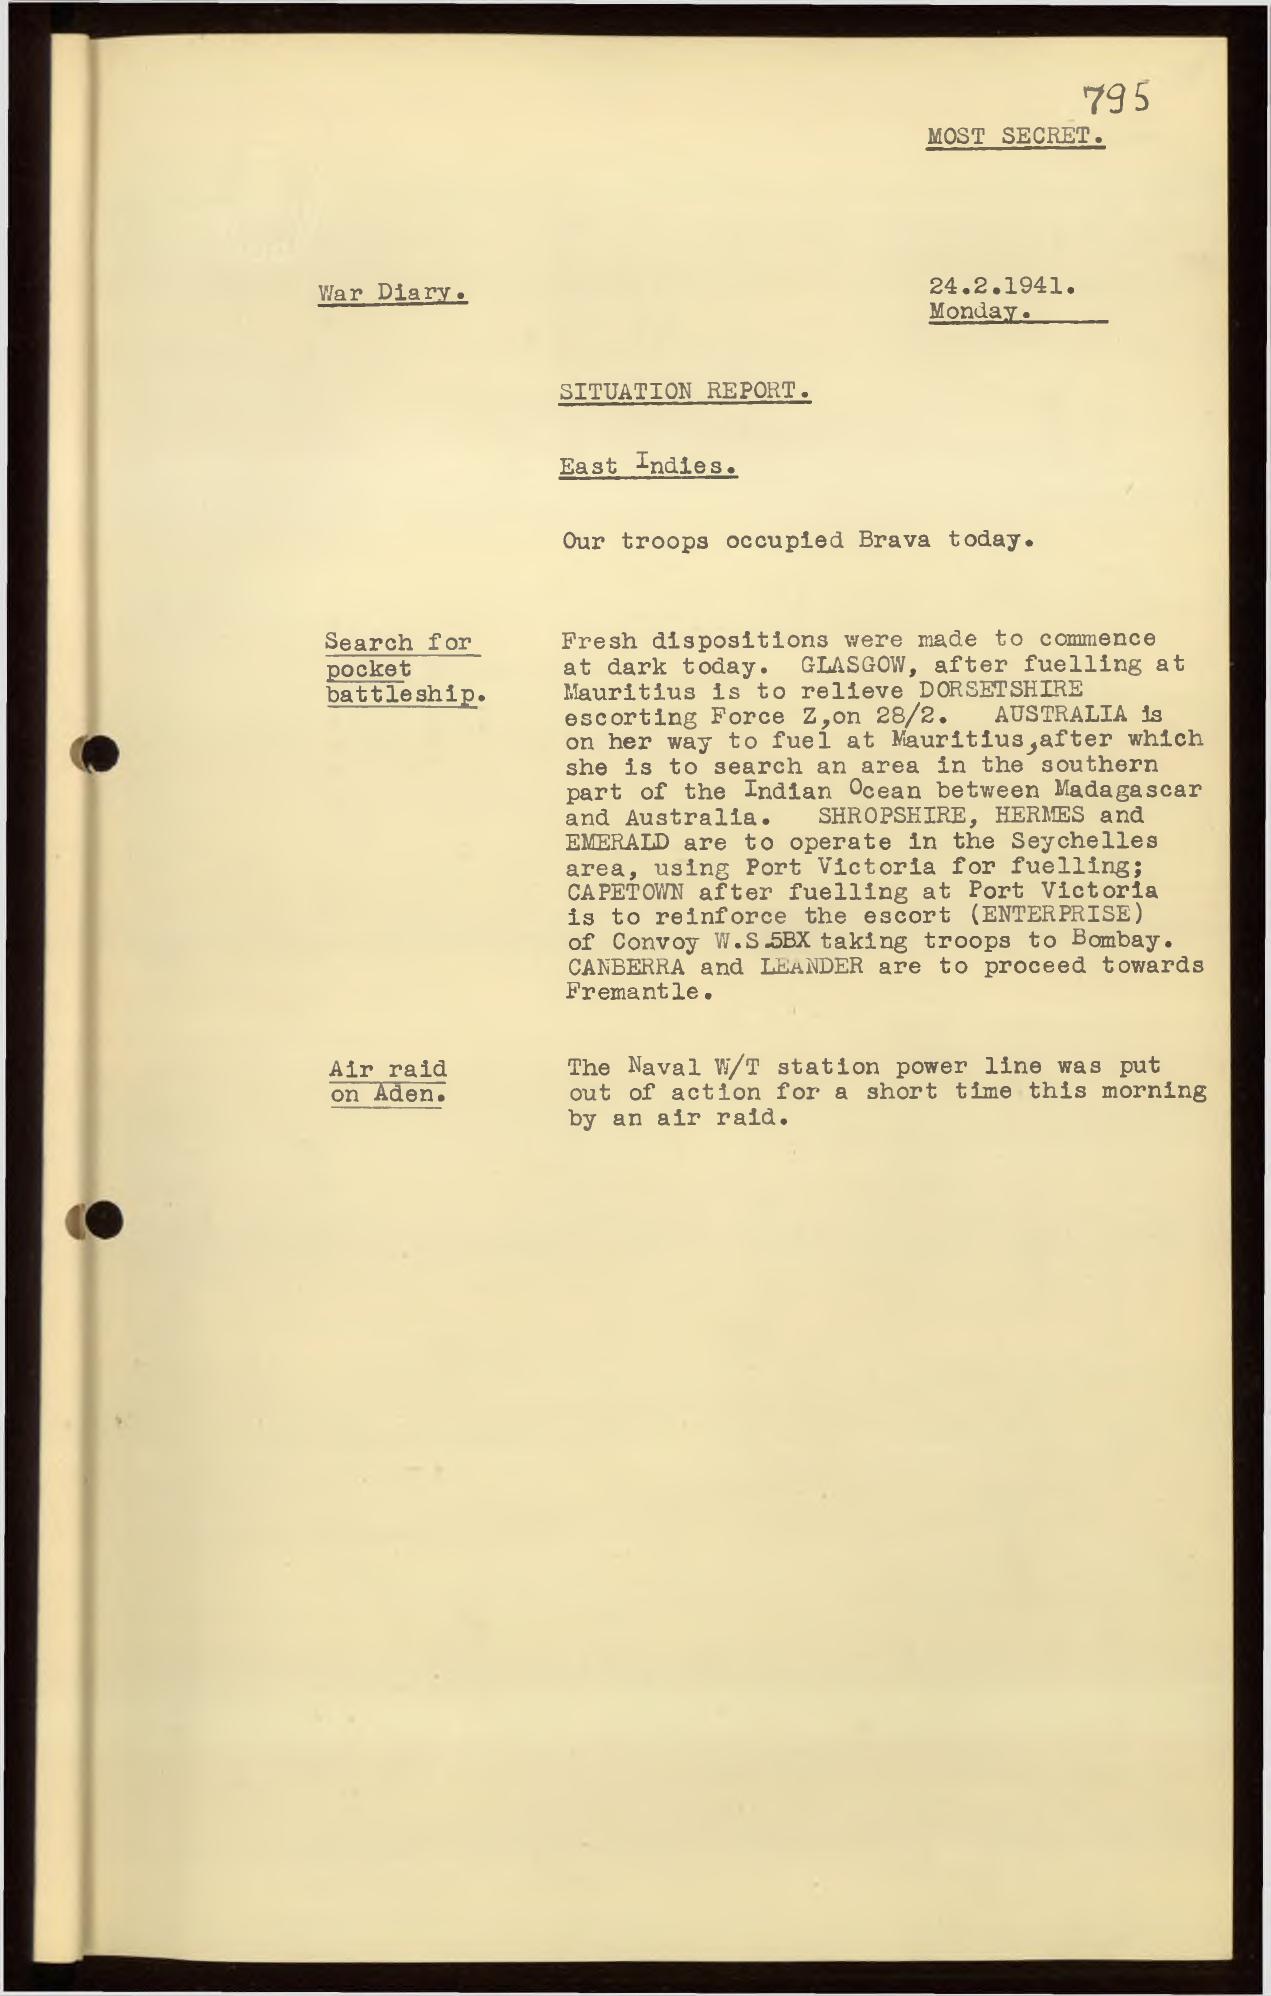 795
MOST SECRET.
War Diary.
24.2.1941.
Monday.
SITUATION REPORT.
East Indies.
Our troops occupied Brava today.
Search for
pocket
battleship.
Fresh dispositions were made to commence
at dark today. GLASGOW, after fuelling at
Mauritius is to relieve DORSETSHIRE
escorting Force Z,on 28/2. AUSTRALIA is
on her way to fuel at Mauritius,after which
she is to search an area in the southern
part of the Indian Ocean between Madagascar
and Australia. SHROPSHIRE, HERMES and
EMERALD are to operate in the Seychelles
area, using Port Victoria for fuelling;
CAPETOWN after fuelling at Port Victoria
is to reinforce the escort (ENTERPRISE)
of Convoy W.S.5BX taking troops to Bombay.
CANBERRA and LEANDER are to proceed towards
Fremantle.
Air raid
on Aden.
The Naval W/T station power line was put
out of action for a short time this morning
by an air raid.